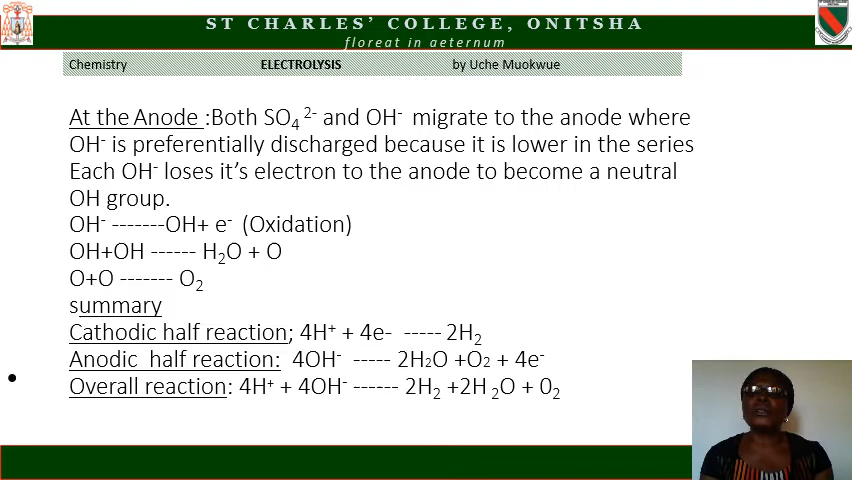 ST CHARLES’ COLLEGE, ONITSHA
floreat in aeternum
Chemistry ELECTROLYSIS by Uche Muokwue
At the Anode :Both SO₄²⁻ and OH⁻ migrate to the anode where
OH⁻ is preferentially discharged because it is lower in the series
Each OH⁻ loses it’s electron to the anode to become a neutral
OH group.
OH⁻ -------OH+ e⁻ (Oxidation)
OH+OH ------ H₂O + O
O+O ------- O₂
summary
Cathodic half reaction; 4H⁺ + 4e- ----- 2H₂
Anodic half reaction: 4OH⁻ ----- 2H₂O +O₂ + 4e⁻
• Overall reaction: 4H⁺ + 4OH⁻ ------ 2H₂ +2H ₂O + 0₂